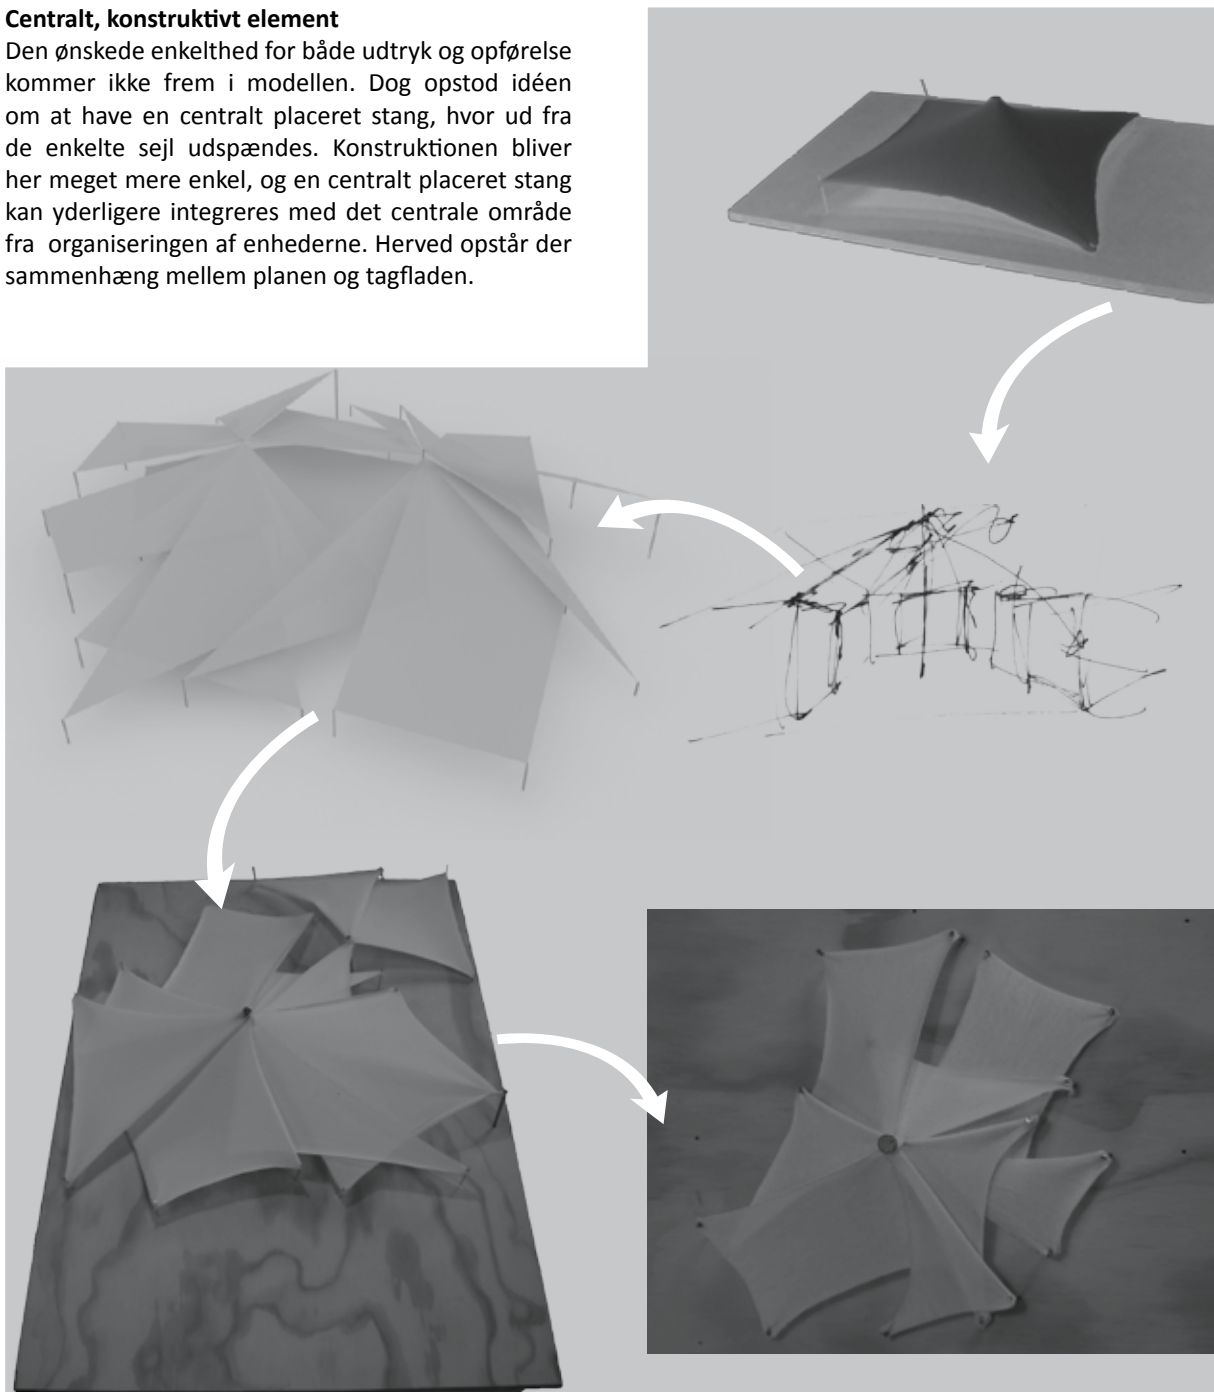 Centralt, konstruktivt element
Den ønskede enkelthed for både udtryk og opførelse
kommer ikke frem i modellen. Dog opstod idéen
om at have en centralt placeret stang, hvor ud fra
de enkelte sejl udspændes. Konstruktionen bliver
her meget mere enkel, og en centralt placeret stang
kan yderligere integreres med det centrale område
fra organiseringen af enhederne. Herved opstår der
sammenhæng mellem planen og tagfladen.